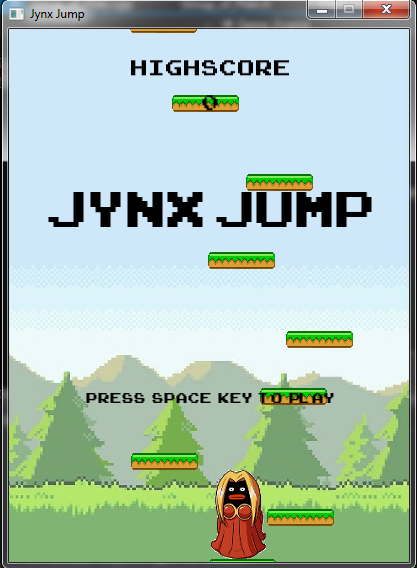 Jynx Jump
HIGHSCORE
0
JYNX JUMP
PRESS SPACE KEY TO PLAY